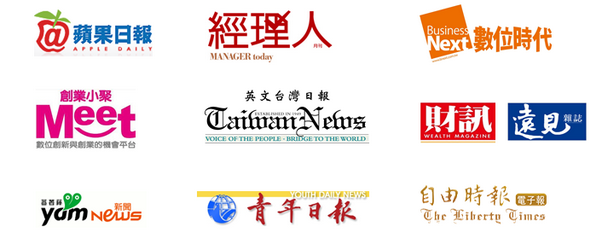 蘋果日報
APPLE DAILY
經理人 月刊
MANAGER today
Business
Next 數位時代
創業小聚
Meet
數位創新與創業的機會平台
英文台灣日報
ESTABLISHED IN 1949
Taiwan News
VOICE OF THE PEOPLE · BRIDGE TO THE WORLD
財訊
WEALTH MAGAZINE
遠見 雜誌
蕃薯藤
yam News 新聞
YOUTH DAILY NEWS
青年日報
自由時報 電子報
The Liberty Times